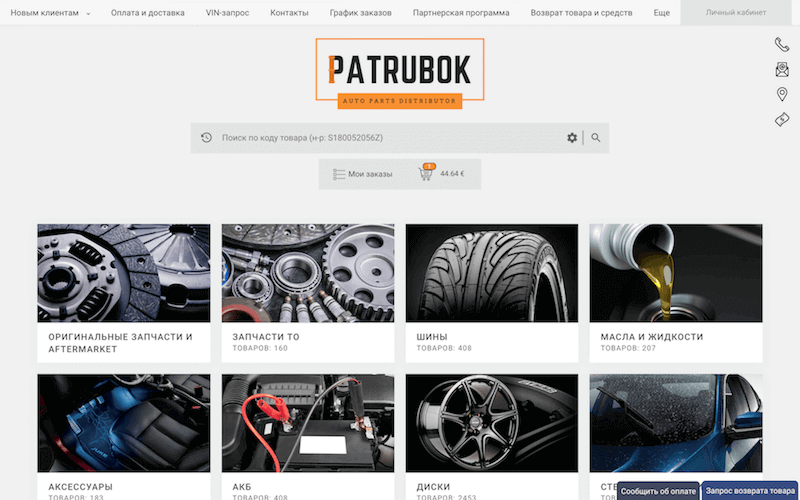 Новым клиентам
Оплата и доставка
VIN-запрос
Контакты
График заказов
Партнерская программа
Возврат товара и средств
Еще
Личный кабинет
PATRUBOK
AUTO PARTS DISTRIBUTOR
Поиск по коду товара (н-р: S180052056Z)
Мои заказы
44.64 €
ОРИГИНАЛЬНЫЕ ЗАПЧАСТИ И
AFTERMARKET
ЗАПЧАСТИ ТО
ТОВАРОВ: 160
ШИНЫ
ТОВАРОВ: 408
МАСЛА И ЖИДКОСТИ
ТОВАРОВ: 207
АКСЕССУАРЫ
ТОВАРОВ: 183
АКБ
ТОВАРОВ: 408
ДИСКИ
ТОВАРОВ: 2453
Сообщить об оплате
Запрос возврата товара